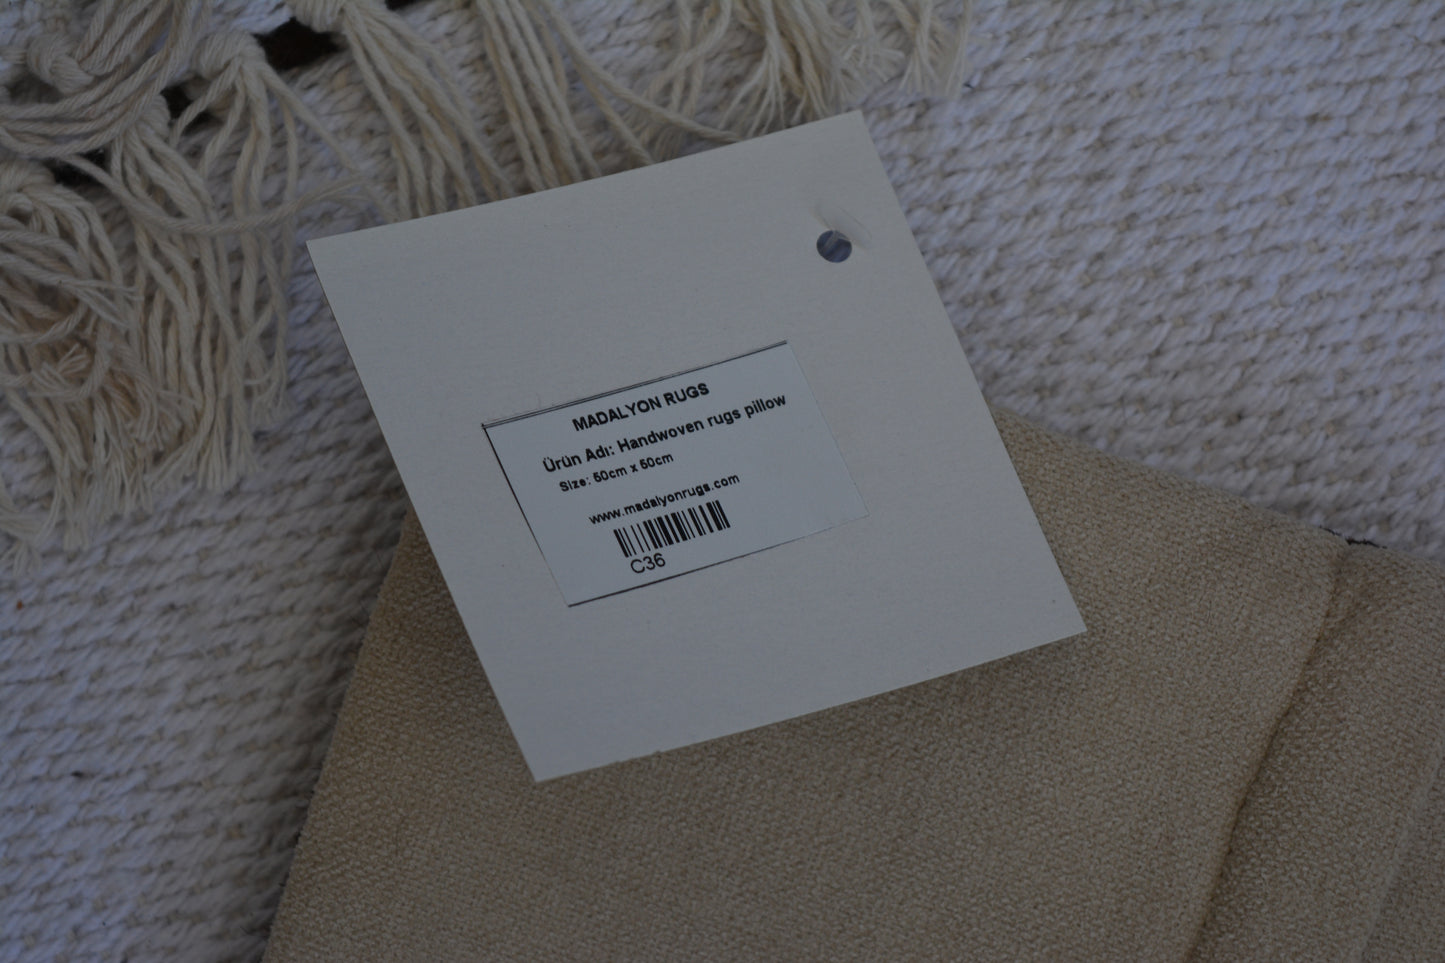 MADALYON RUGS
Ürün Adı: Handwoven rugs pillow
Size: 50cm x 50cm
www.madalyonrugs.com
C36